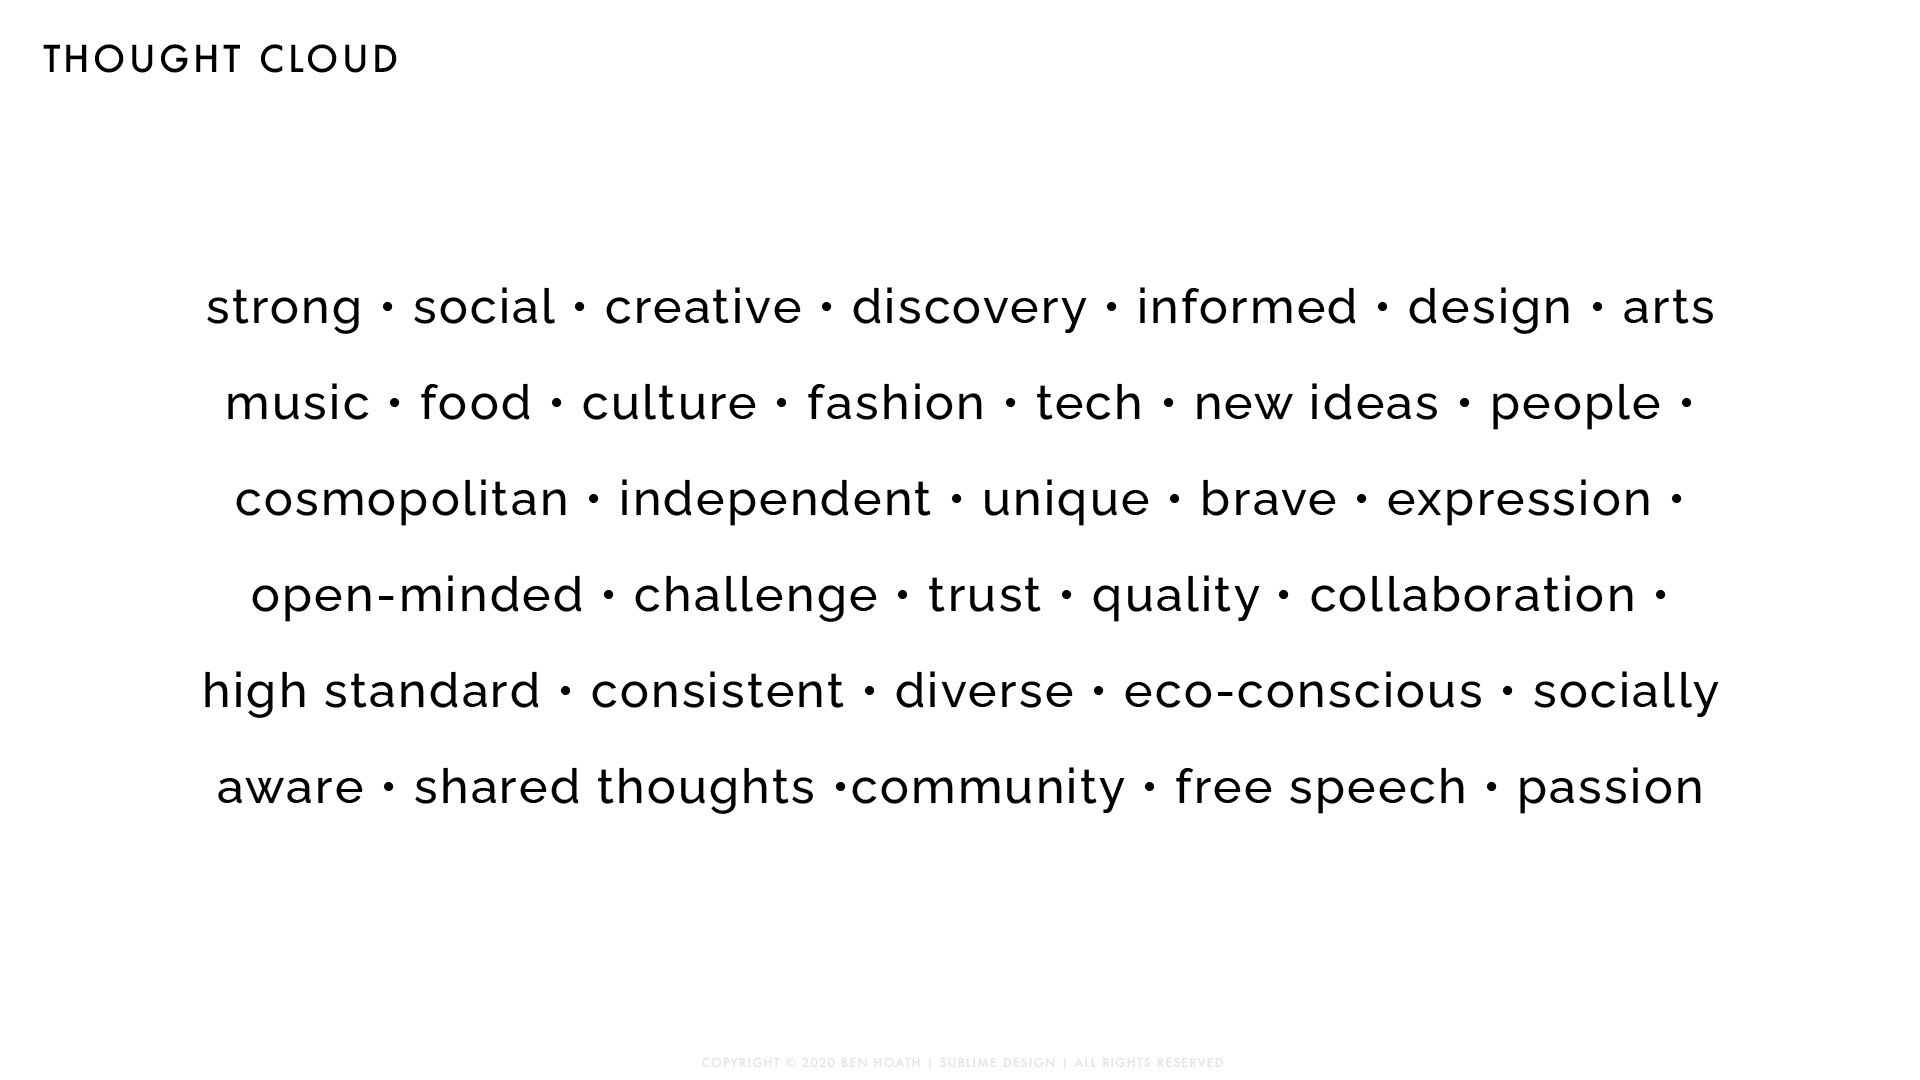 THOUGHT CLOUD
strong • social • creative • discovery • informed • design • arts
music • food • culture • fashion • tech • new ideas • people •
cosmopolitan • independent • unique • brave • expression •
open-minded • challenge • trust • quality • collaboration •
high standard • consistent • diverse • eco-conscious • socially
aware • shared thoughts •community • free speech • passion
COPYRIGHT © 2020 BEN HOATH | SUBLIME DESIGN | ALL RIGHTS RESERVED